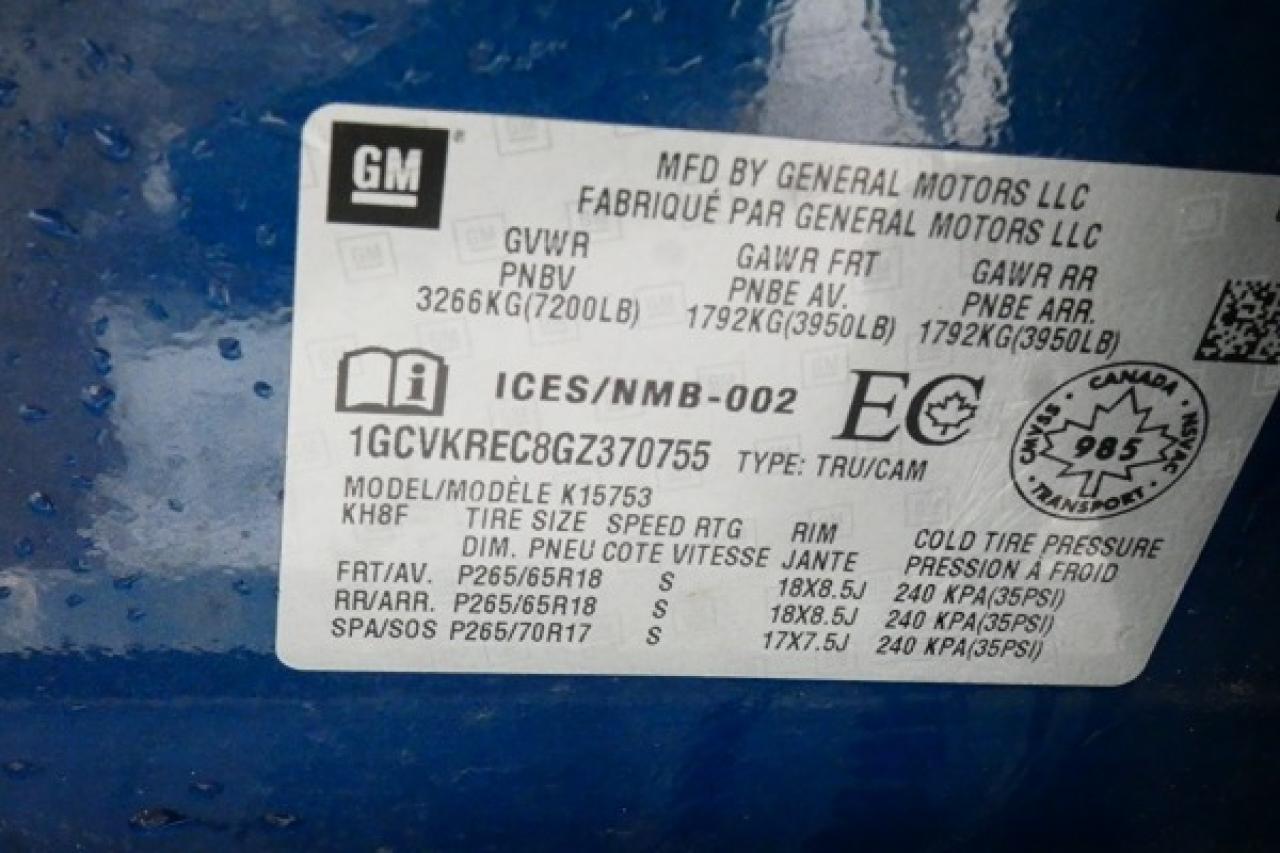 GM
MFD BY GENERAL MOTORS LLC
FABRIQUÉ PAR GENERAL MOTORS LLC
GVWR GAWR FRT GAWR RR
PNBV PNBE AV. PNBE ARR.
3266KG(7200LB) 1792KG(3950LB) 1792KG(3950LB)
i ICES/NMB-002 EC
CANADA
CMVSS · NSVAC
985
TRANSPORT
1GCVKREC8GZ370755 TYPE: TRU/CAM
MODEL/MODÈLE K15753
KH8F TIRE SIZE SPEED RTG RIM COLD TIRE PRESSURE
DIM. PNEU COTE VITESSE JANTE PRESSION À FROID
FRT/AV. P265/65R18 S 18X8.5J 240 KPA(35PSI)
RR/ARR. P265/65R18 S 18X8.5J 240 KPA(35PSI)
SPA/SOS P265/70R17 S 17X7.5J 240 KPA(35PSI)